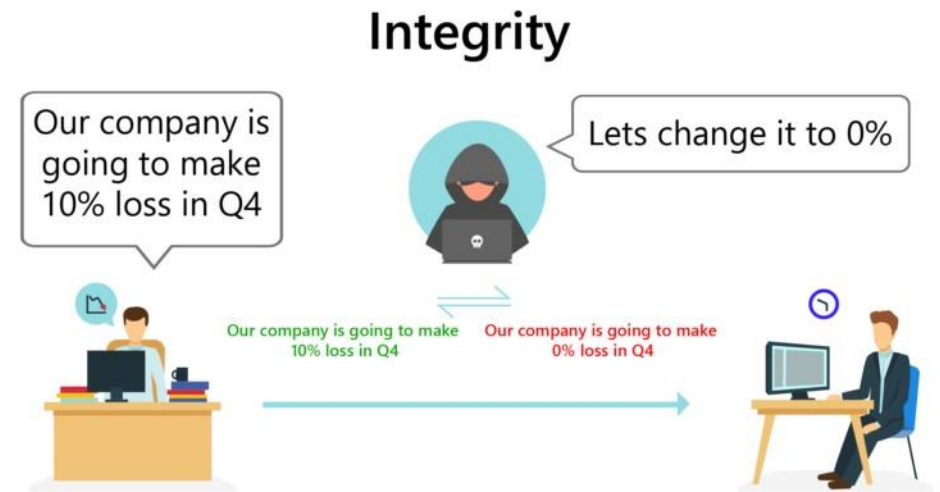 Integrity
Our company is
going to make
10% loss in Q4
Lets change it to 0%
Our company is going to make
10% loss in Q4
Our company is going to make
0% loss in Q4